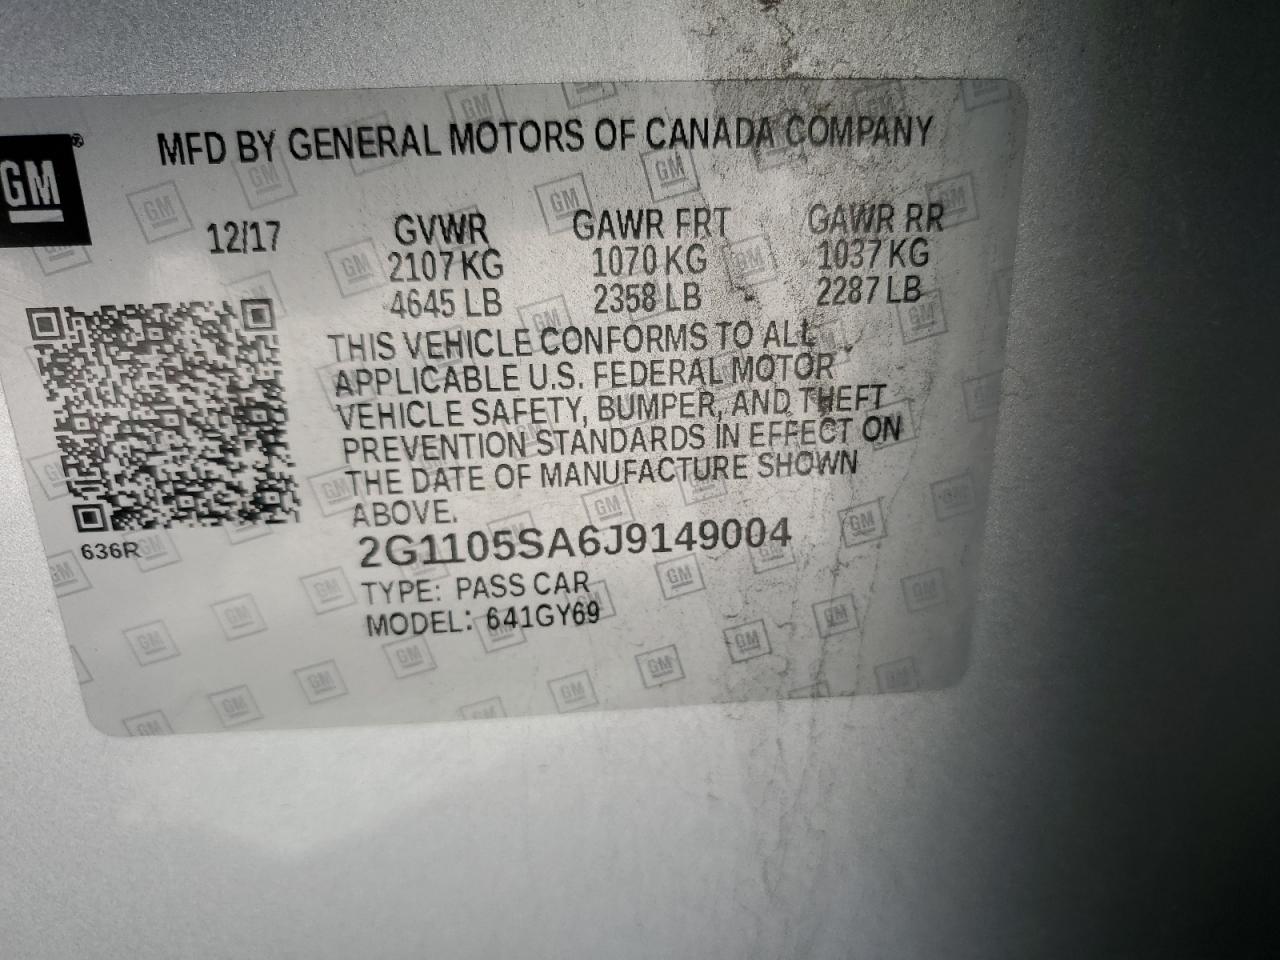 GM
MFD BY GENERAL MOTORS OF CANADA COMPANY
12/17 GVWR GAWR FRT GAWR RR
2107 KG 1070 KG 1037 KG
4645 LB 2358 LB 2287 LB
THIS VEHICLE CONFORMS TO ALL
APPLICABLE U.S. FEDERAL MOTOR
VEHICLE SAFETY, BUMPER, AND THEFT
PREVENTION STANDARDS IN EFFECT ON
THE DATE OF MANUFACTURE SHOWN
ABOVE.
636R
2G1105SA6J9149004
TYPE: PASS CAR
MODEL: 641GY69